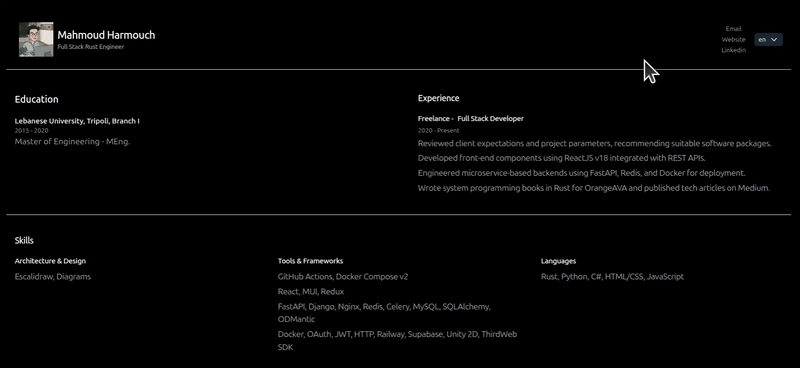 Mahmoud Harmouch
Full Stack Rust Engineer
Email
Website
Linkedin
en
Education
Lebanese University, Tripoli, Branch I
2015 - 2020
Master of Engineering - MEng.
Experience
Freelance - Full Stack Developer
2020 - Present
Reviewed client expectations and project parameters, recommending suitable software packages.
Developed front-end components using ReactJS v18 integrated with REST APIs.
Engineered microservice-based backends using FastAPI, Redis, and Docker for deployment.
Wrote system programming books in Rust for OrangeAVA and published tech articles on Medium.
Skills
Architecture & Design
Escalidraw, Diagrams
Tools & Frameworks
GitHub Actions, Docker Compose v2
React, MUI, Redux
FastAPI, Django, Nginx, Redis, Celery, MySQL, SQLAlchemy,
ODMantic
Docker, OAuth, JWT, HTTP, Railway, Supabase, Unity 2D, ThirdWeb
SDK
Languages
Rust, Python, C#, HTML/CSS, JavaScript